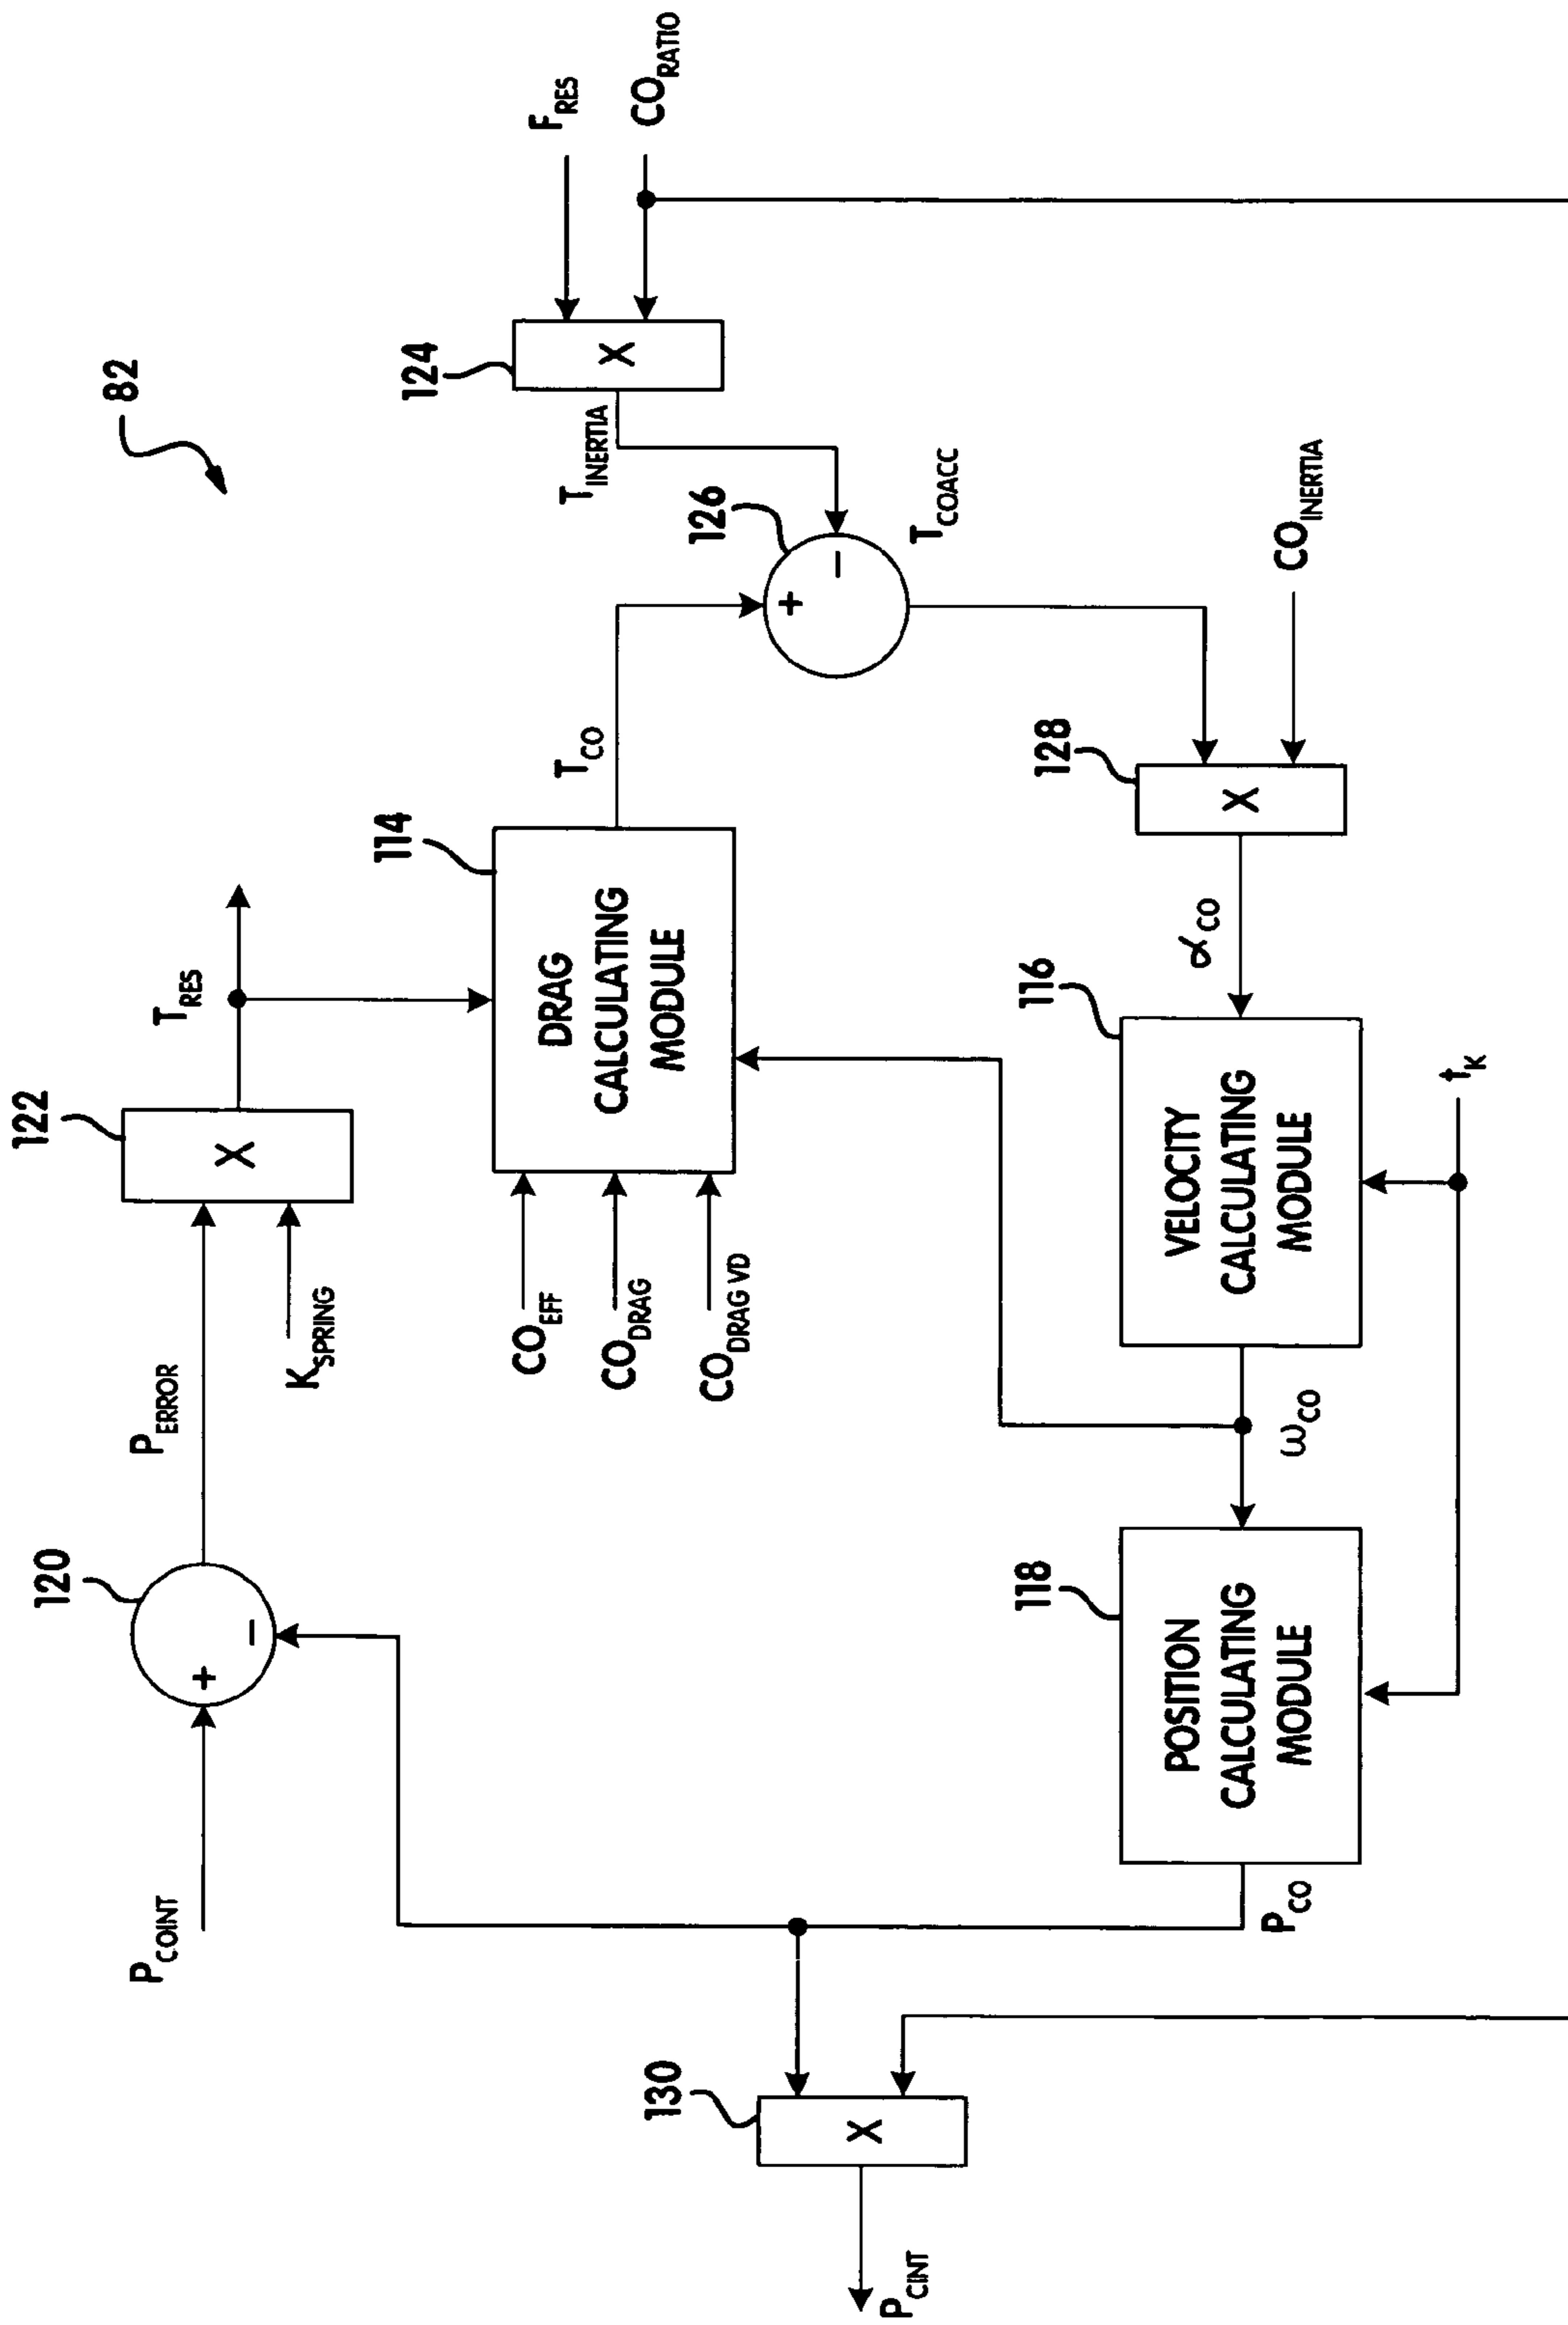 120
122
82
P_COINT
P_ERROR
T_RES
+
−
X
K_SPRING
114
124
CO_EFF
CO_DRAG
CO_DRAG VD
DRAG
CALCULATING
MODULE
T_CO
T_INERTIA
X
F_RES
CO_RATIO
126
+
−
T_COACC
130
X
P_CINT
118
116
128
POSITION
CALCULATING
MODULE
P_CO
ω_CO
VELOCITY
CALCULATING
MODULE
α_CO
X
CO_INERTIA
t_K